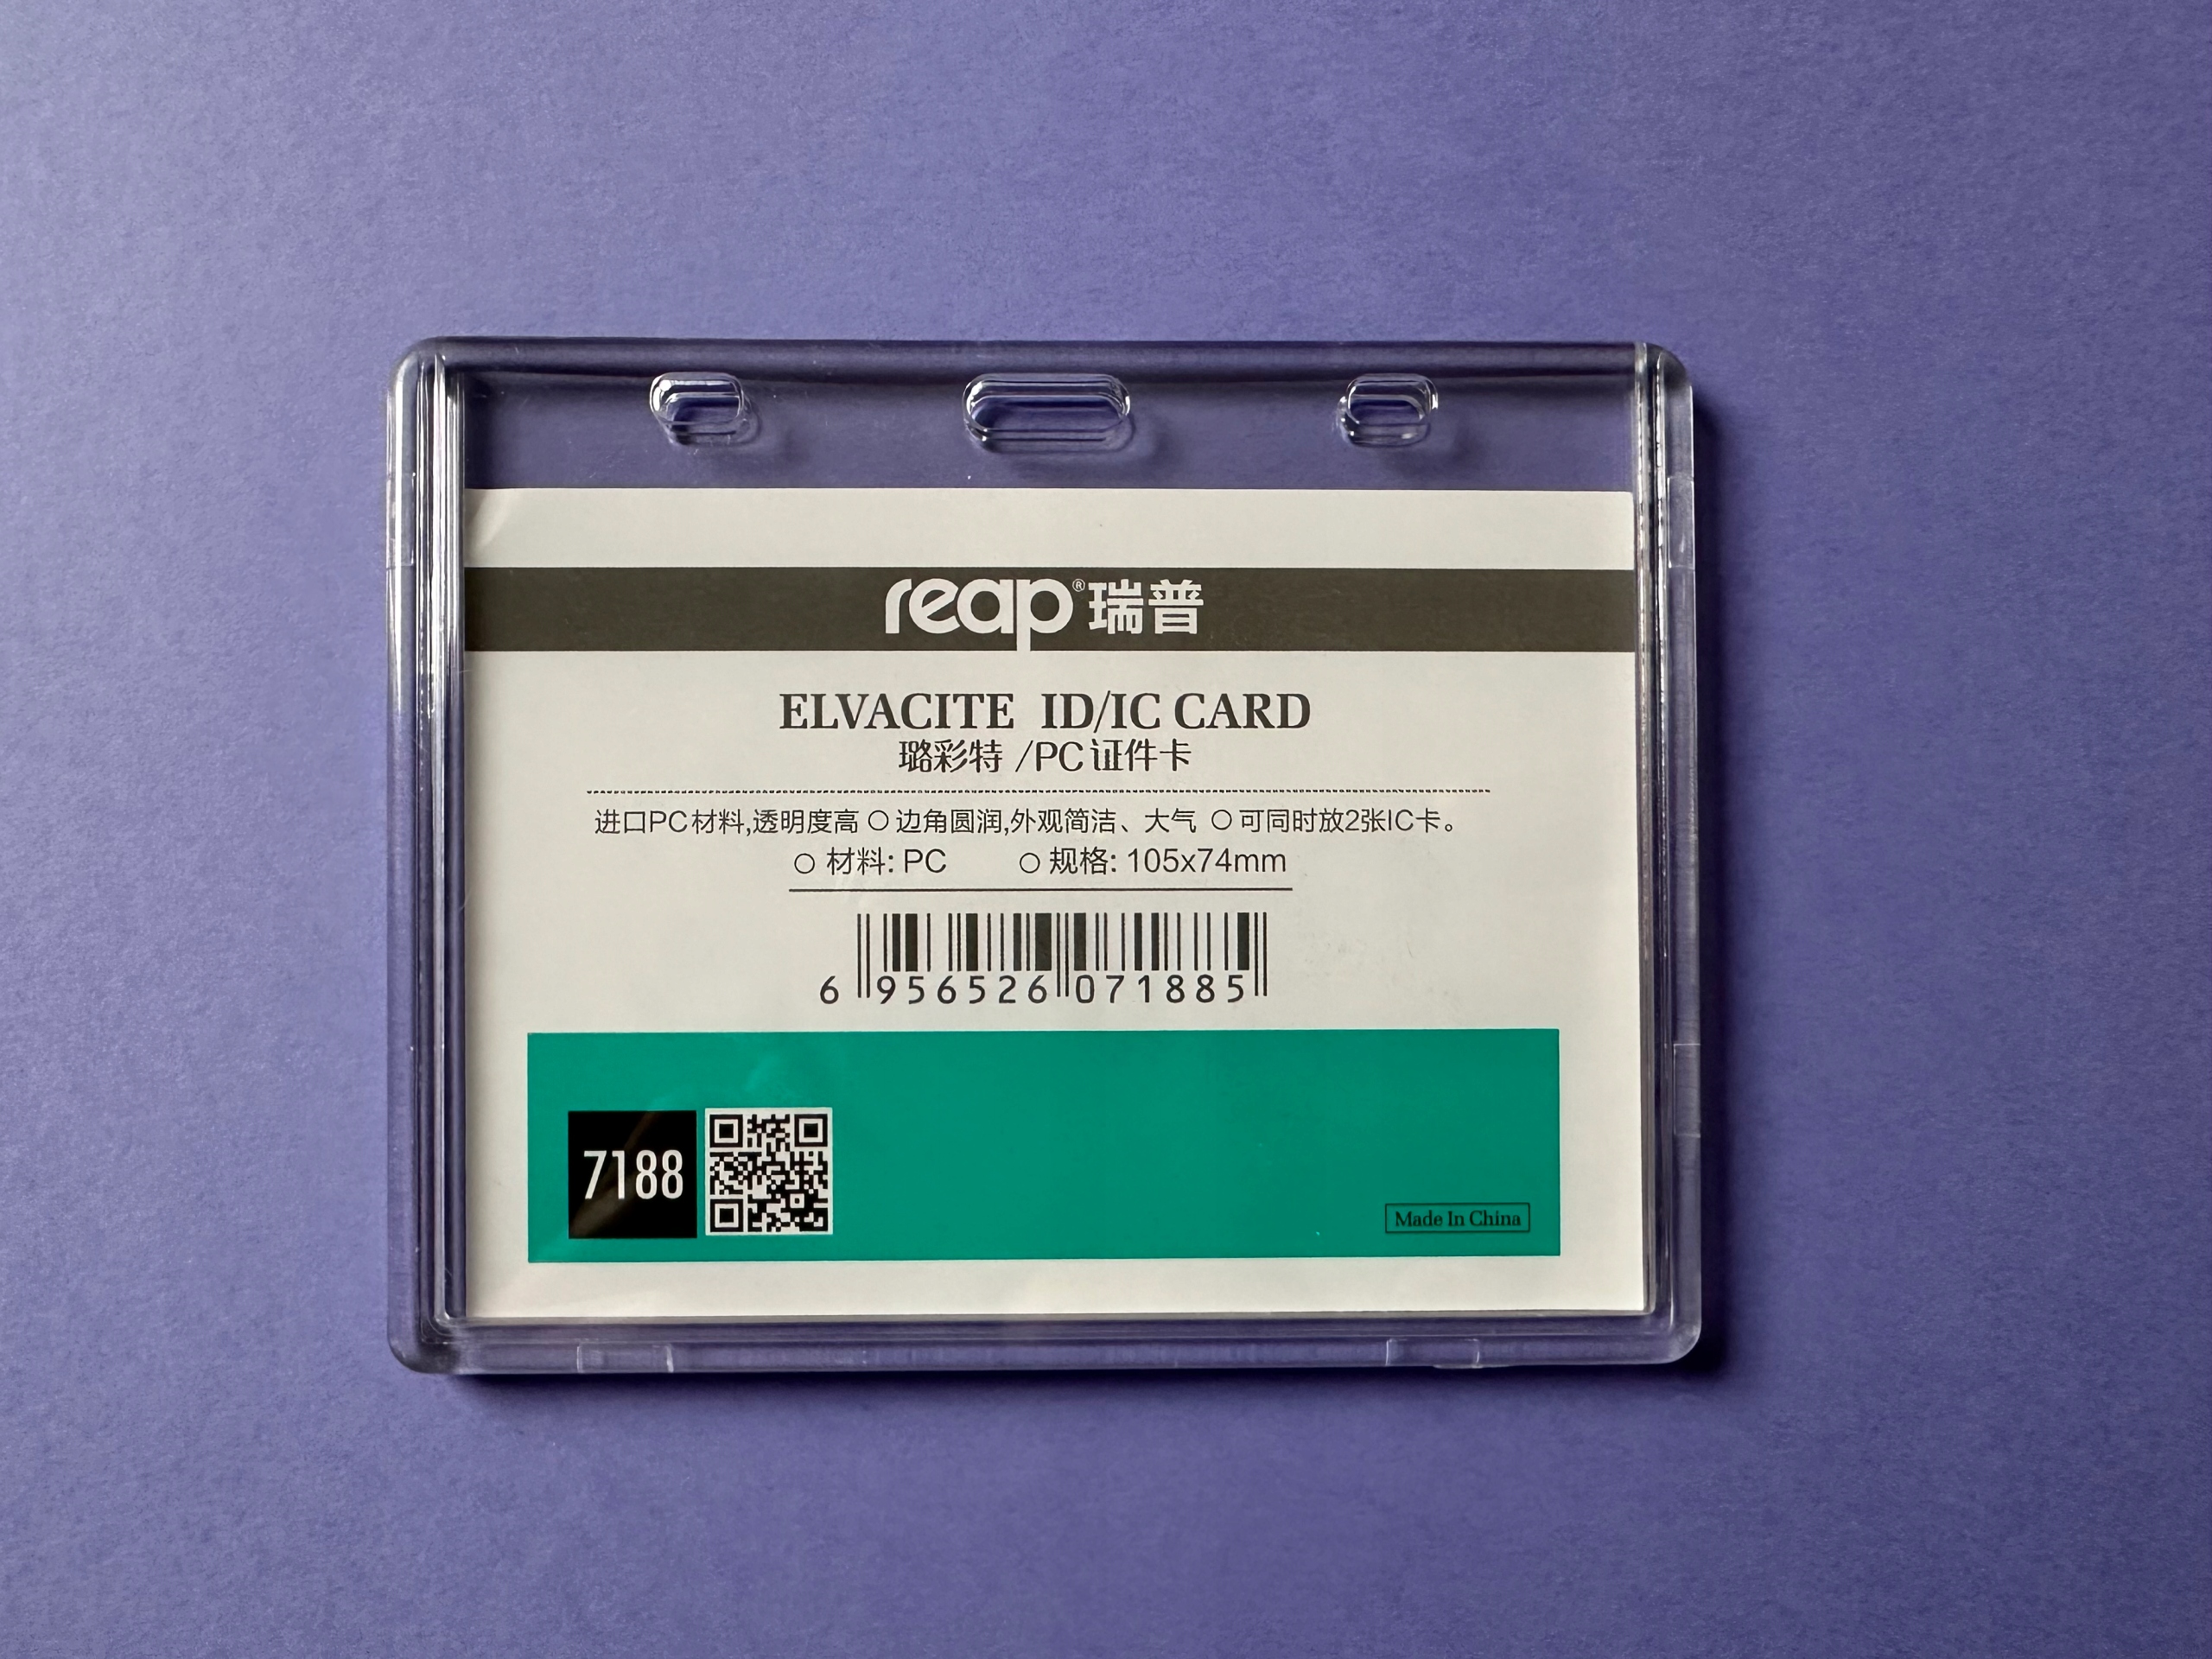 reap®瑞普
ELVACITE ID/IC CARD
璐彩特 /PC证件卡
进口PC材料,透明度高 ○ 边角圆润,外观简洁、大气 ○ 可同时放2张IC卡。
○ 材料: PC ○ 规格: 105x74mm
6 956526 071885
7188
Made In China